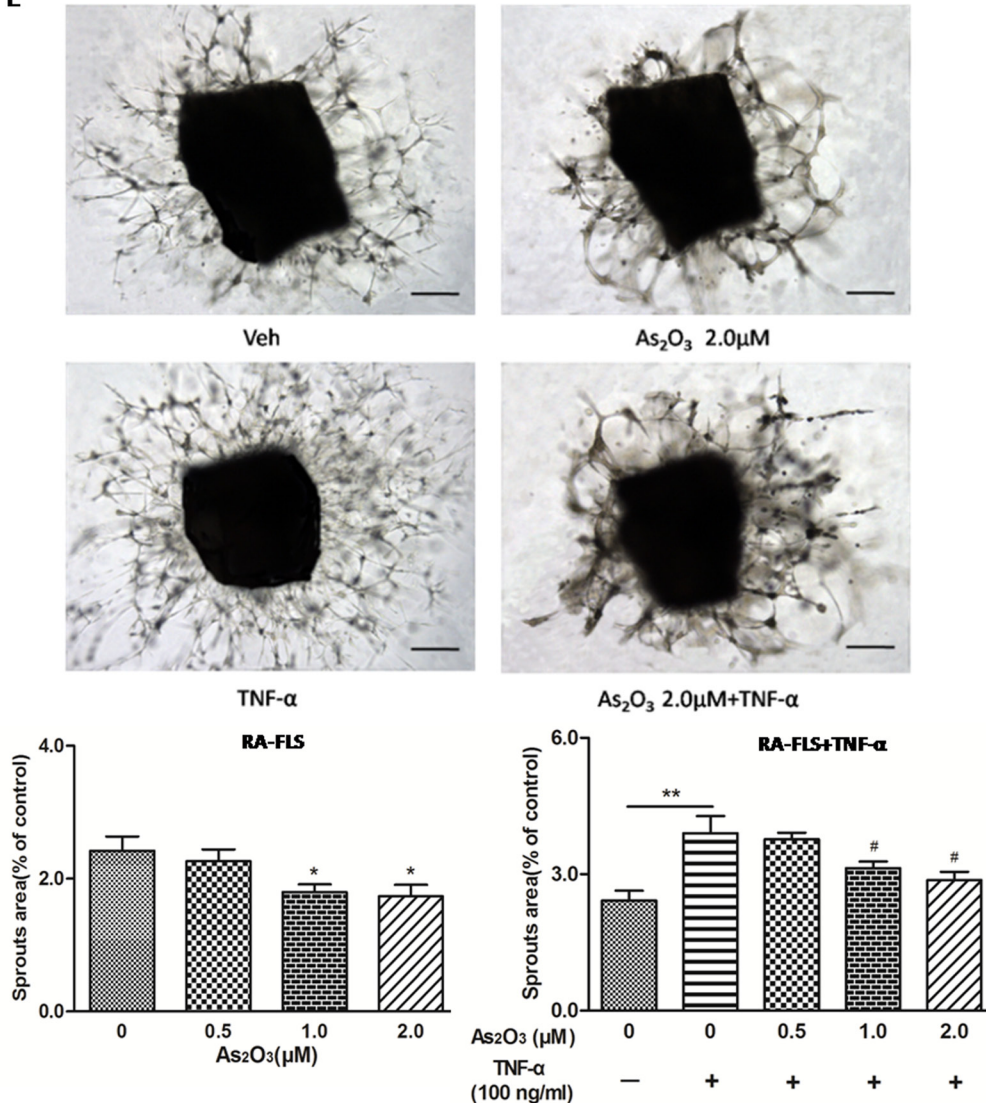 E
Veh
As₂O₃ 2.0μM
TNF-α
As₂O₃ 2.0μM+TNF-α
RA-FLS
4.0
2.0
0.0
Sprouts area(% of control)
* *
0 0.5 1.0 2.0
As₂O₃(μM)
RA-FLS+TNF-α
6.0
3.0
0.0
Sprouts area(% of control)
**
# #
As₂O₃ (μM) 0 0 0.5 1.0 2.0
TNF-α
(100 ng/ml) — + + + +